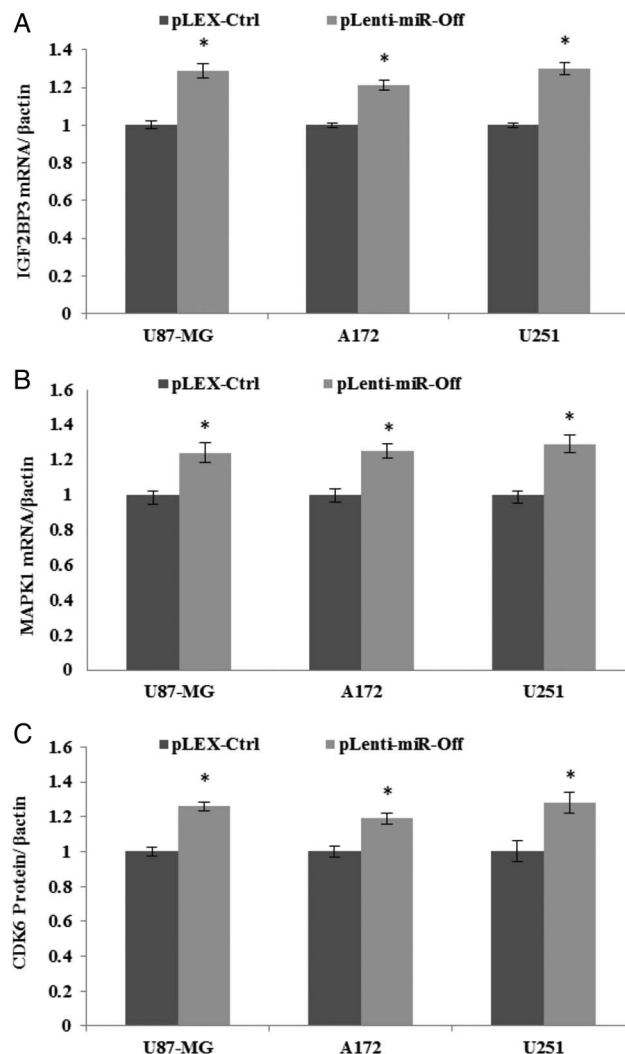 A
pLEX-Ctrl pLenti-miR-Off
IGF2BP3 mRNA/ βactin
1.4
1.2
1
0.8
0.6
0.4
0.2
0
* * *
U87-MG A172 U251
B
pLEX-Ctrl pLenti-miR-Off
MAPK1 mRNA/βactin
1.6
1.4
1.2
1
0.8
0.6
0.4
0.2
0
* * *
U87-MG A172 U251
C
pLEX-Ctrl pLenti-miR-Off
CDK6 Protein/ βactin
1.6
1.4
1.2
1
0.8
0.6
0.4
0.2
0
* * *
U87-MG A172 U251